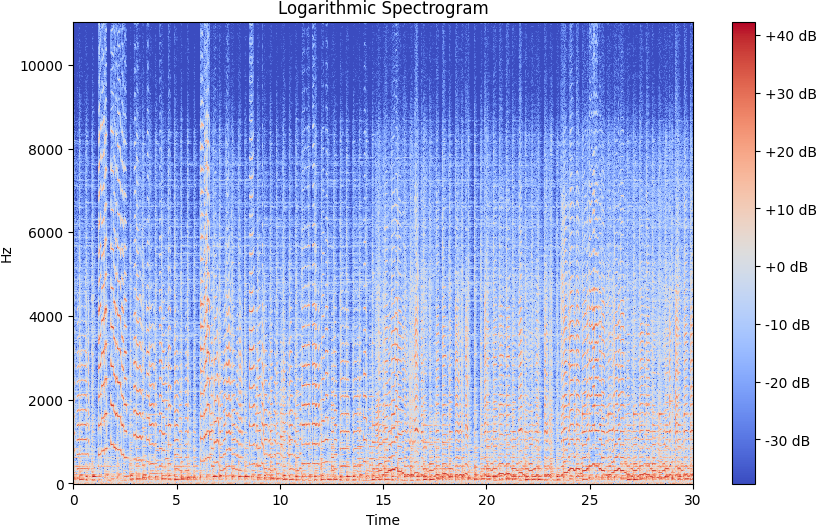 Logarithmic Spectrogram
Hz
10000
8000
6000
4000
2000
0
0 5 10 15 20 25 30
Time
+40 dB
+30 dB
+20 dB
+10 dB
+0 dB
-10 dB
-20 dB
-30 dB